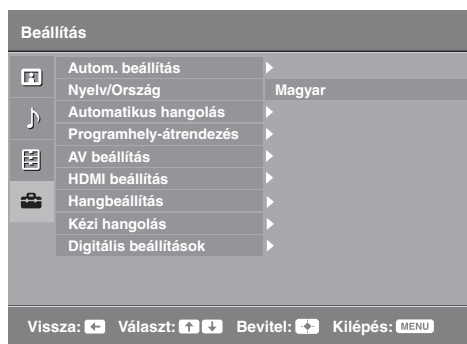 Beállítás
Autom. beállítás
Nyelv/Ország Magyar
Automatikus hangolás
Programhely-átrendezés
AV beállítás
HDMI beállítás
Hangbeállítás
Kézi hangolás
Digitális beállítások
Vissza: Választ: Bevitel: Kilépés: MENU